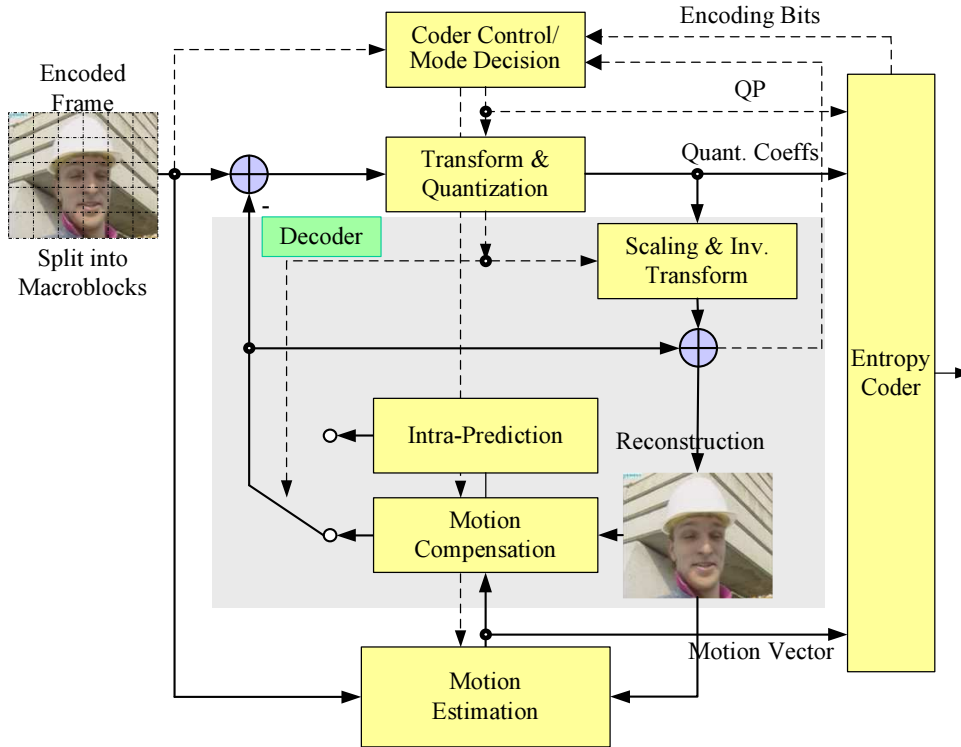 Encoding Bits
Coder Control/
Mode Decision
Encoded
Frame
QP
Transform &
Quantization
Quant. Coeffs
-
Decoder
Scaling & Inv.
Transform
Split into
Macroblocks
Entropy
Coder
Intra-Prediction
Reconstruction
Motion
Compensation
Motion Vector
Motion
Estimation